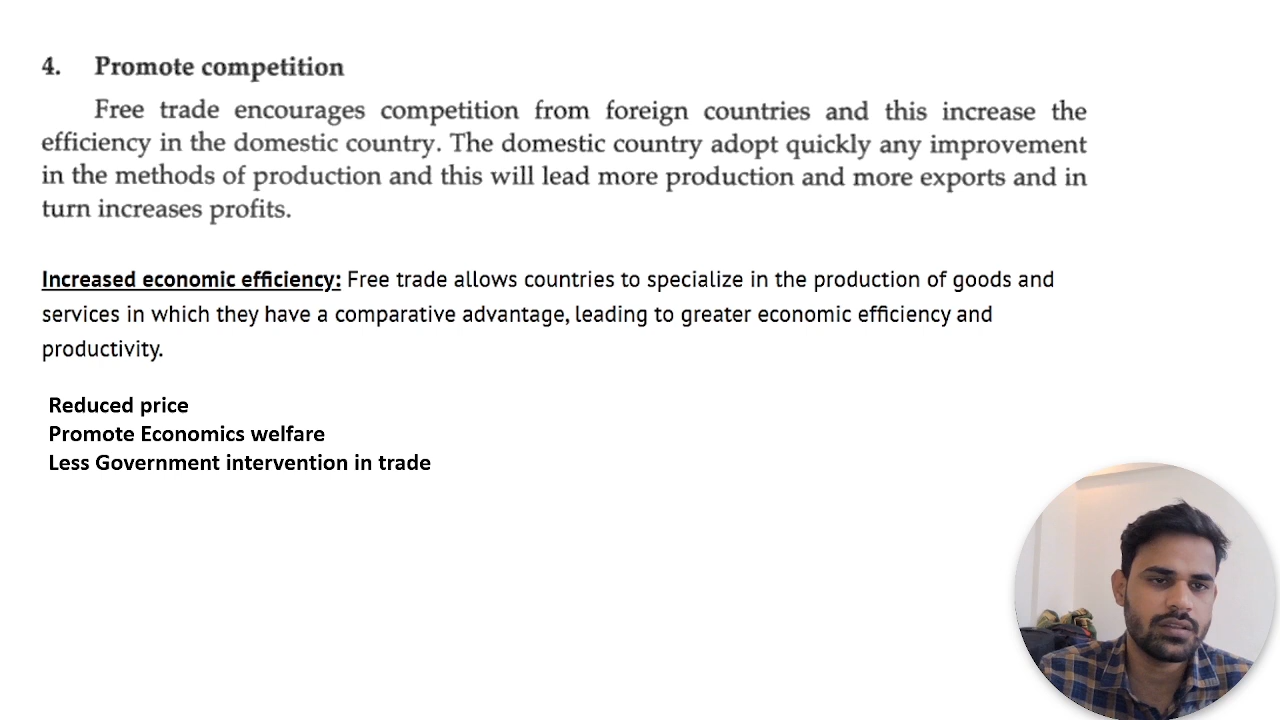 4. Promote competition
Free trade encourages competition from foreign countries and this increase the
efficiency in the domestic country. The domestic country adopt quickly any improvement
in the methods of production and this will lead more production and more exports and in
turn increases profits.
Increased economic efficiency: Free trade allows countries to specialize in the production of goods and
services in which they have a comparative advantage, leading to greater economic efficiency and
productivity.
Reduced price
Promote Economics welfare
Less Government intervention in trade